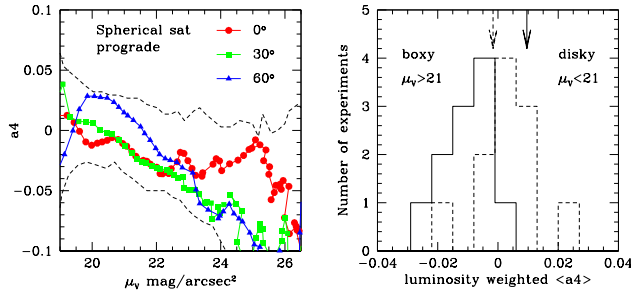 Spherical sat
prograde
0°
30°
60°
0.1
0.05
0
-0.05
-0.1
a4
20
22
24
26
μᵥ mag/arcsec²
boxy
μᵥ>21
disky
μᵥ<21
5
4
3
2
1
0
Number of experiments
-0.04
-0.02
0
0.02
0.04
luminosity weighted <a4>